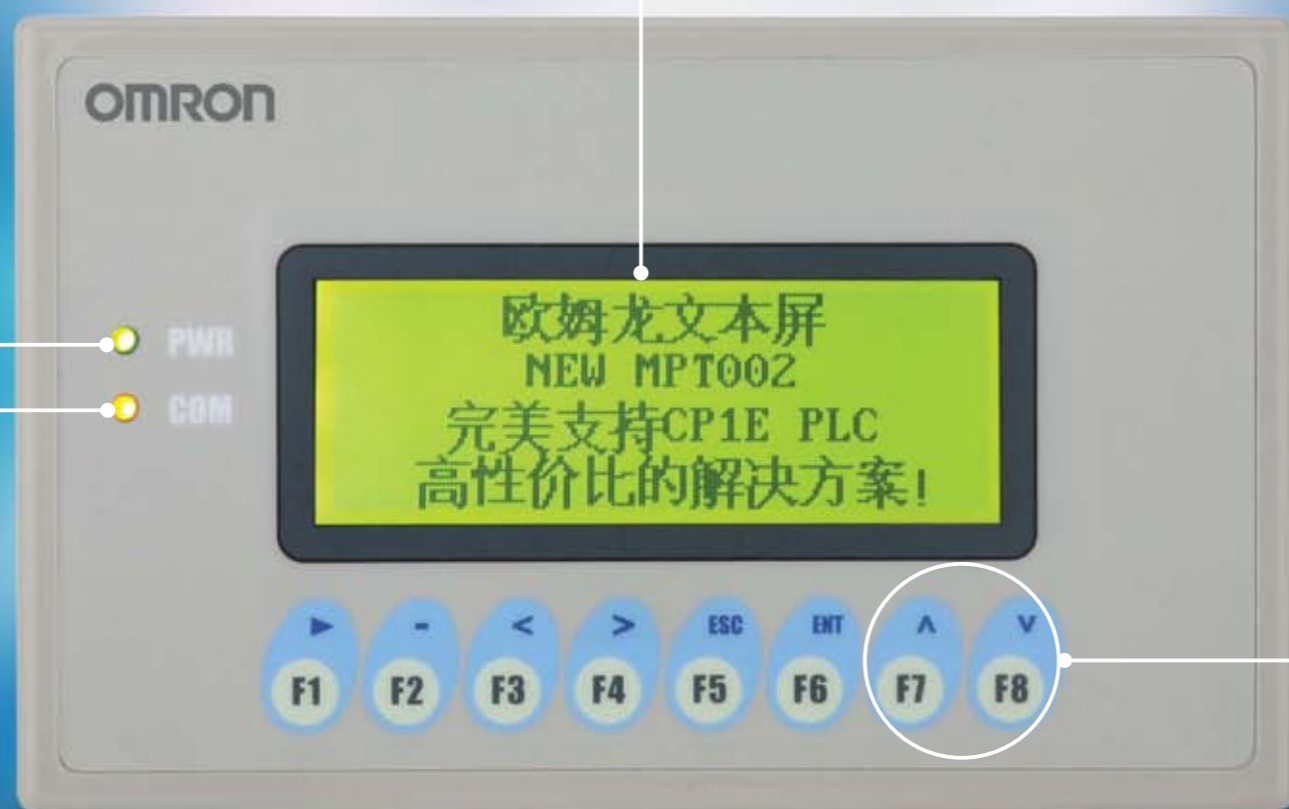 OMRON
欧姆龙文本屏
NEW MPT002
PWR
完美支持CP1E PLC
COM
高性价比的解决方案!
▶ - < > ESC ENT ∧ ∨
F1 F2 F3 F4 F5 F6 F7 F8